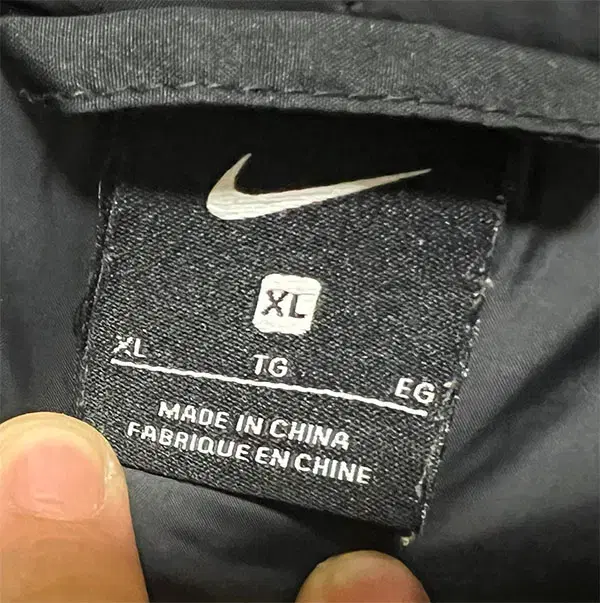 XL
XL TG EG
MADE IN CHINA
FABRIQUE EN CHINE